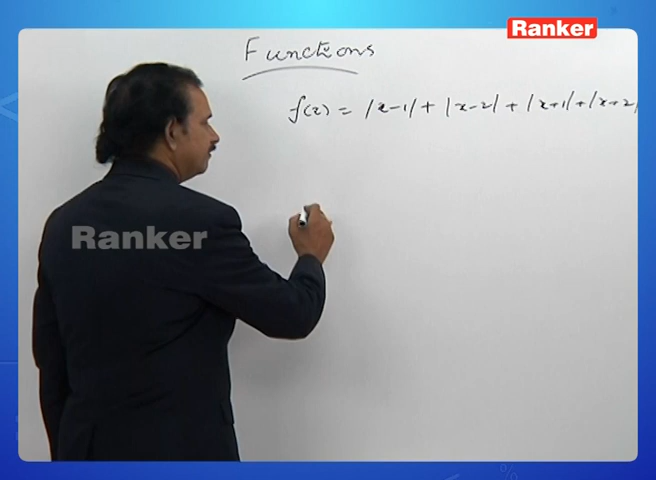 Ranker
Functions
f(x) = |x-1| + |x-2| + |x+1| + |x+2|
Ranker